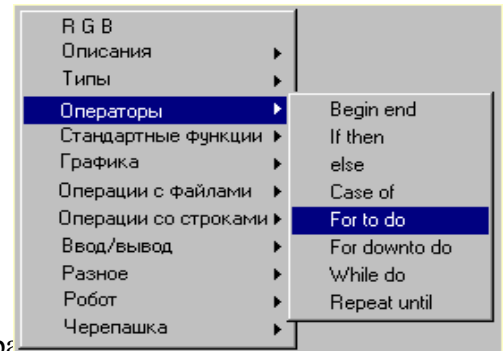 R G B
Описания
Типы
Операторы
Стандартные функции
Графика
Операции с файлами
Операции со строками
Ввод/вывод
Разное
Робот
Черепашка
Begin end
If then
else
Case of
For to do
For downto do
While do
Repeat until